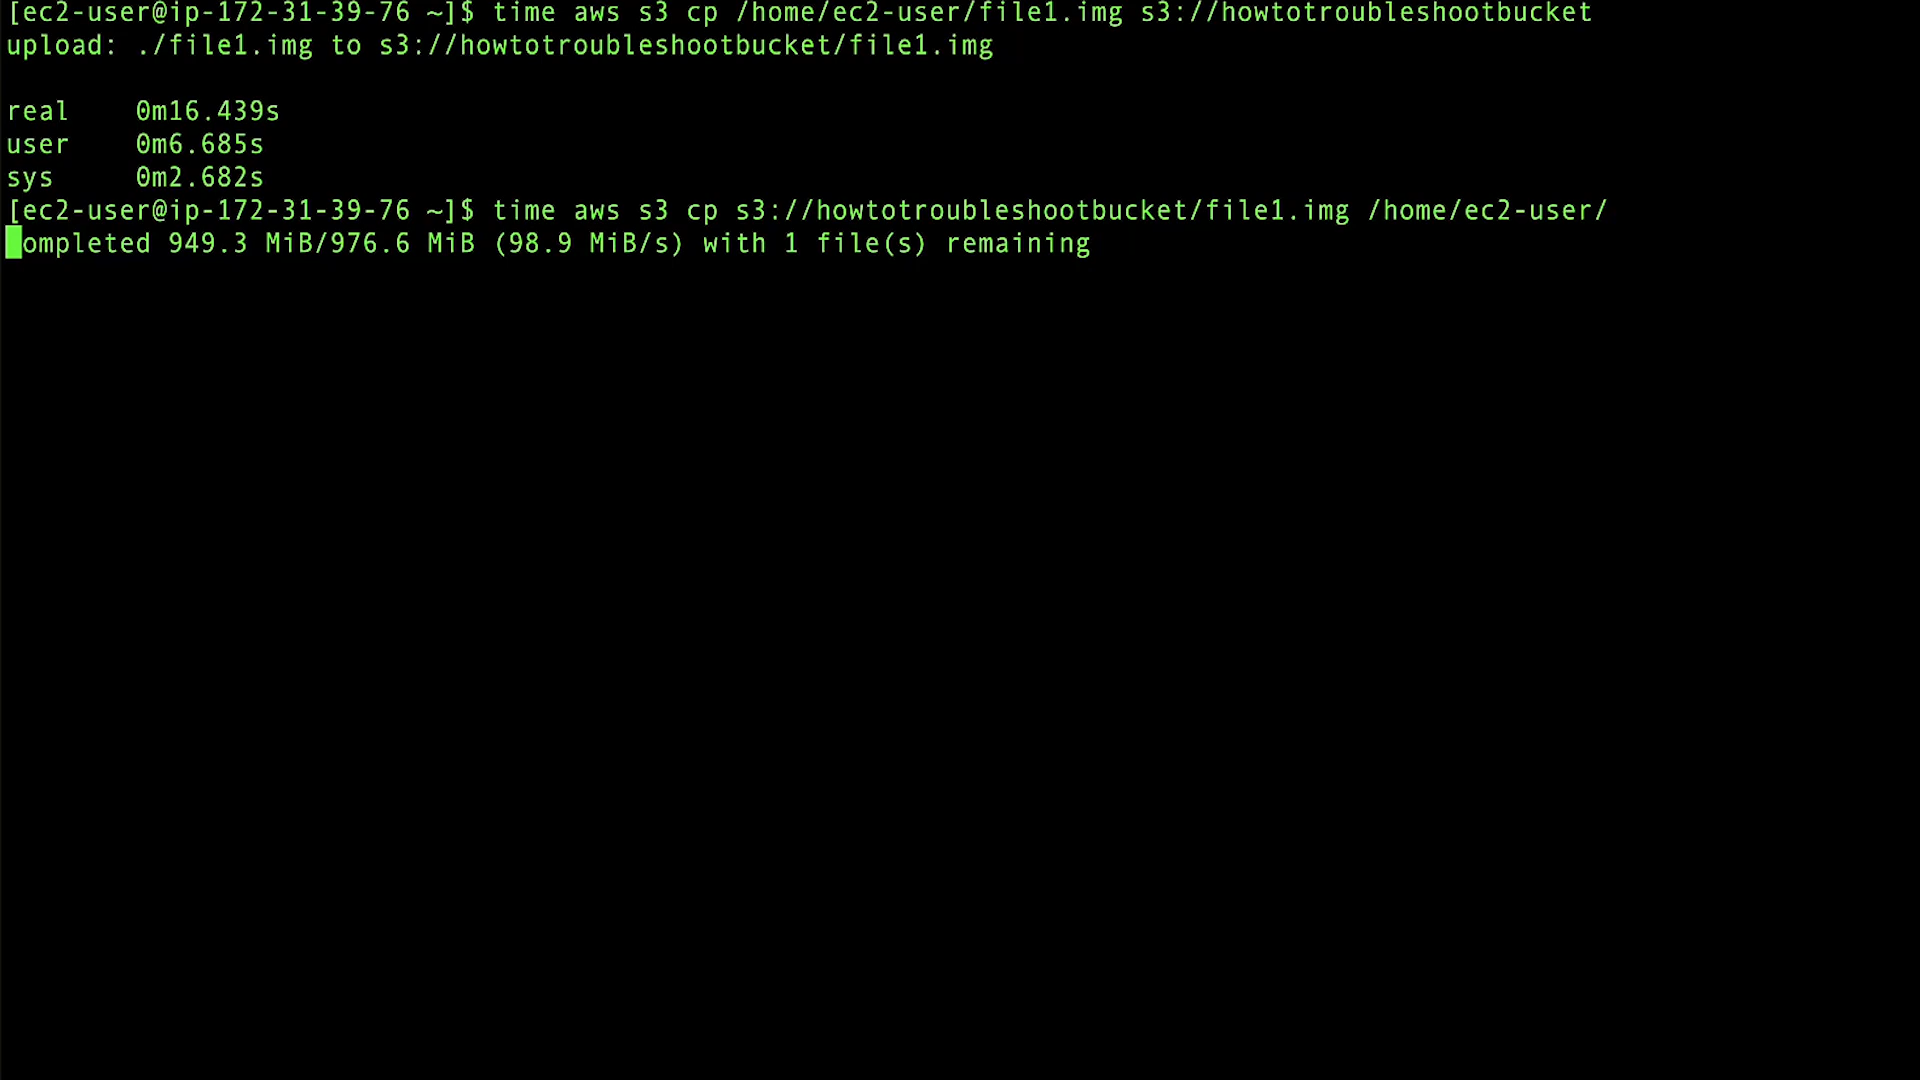 [ec2-user@ip-172-31-39-76 ~]$ time aws s3 cp /home/ec2-user/file1.img s3://howtotroubleshootbucket
upload: ./file1.img to s3://howtotroubleshootbucket/file1.img
real    0m16.439s
user    0m6.685s
sys     0m2.682s
[ec2-user@ip-172-31-39-76 ~]$ time aws s3 cp s3://howtotroubleshootbucket/file1.img /home/ec2-user/
ompleted 949.3 MiB/976.6 MiB (98.9 MiB/s) with 1 file(s) remaining